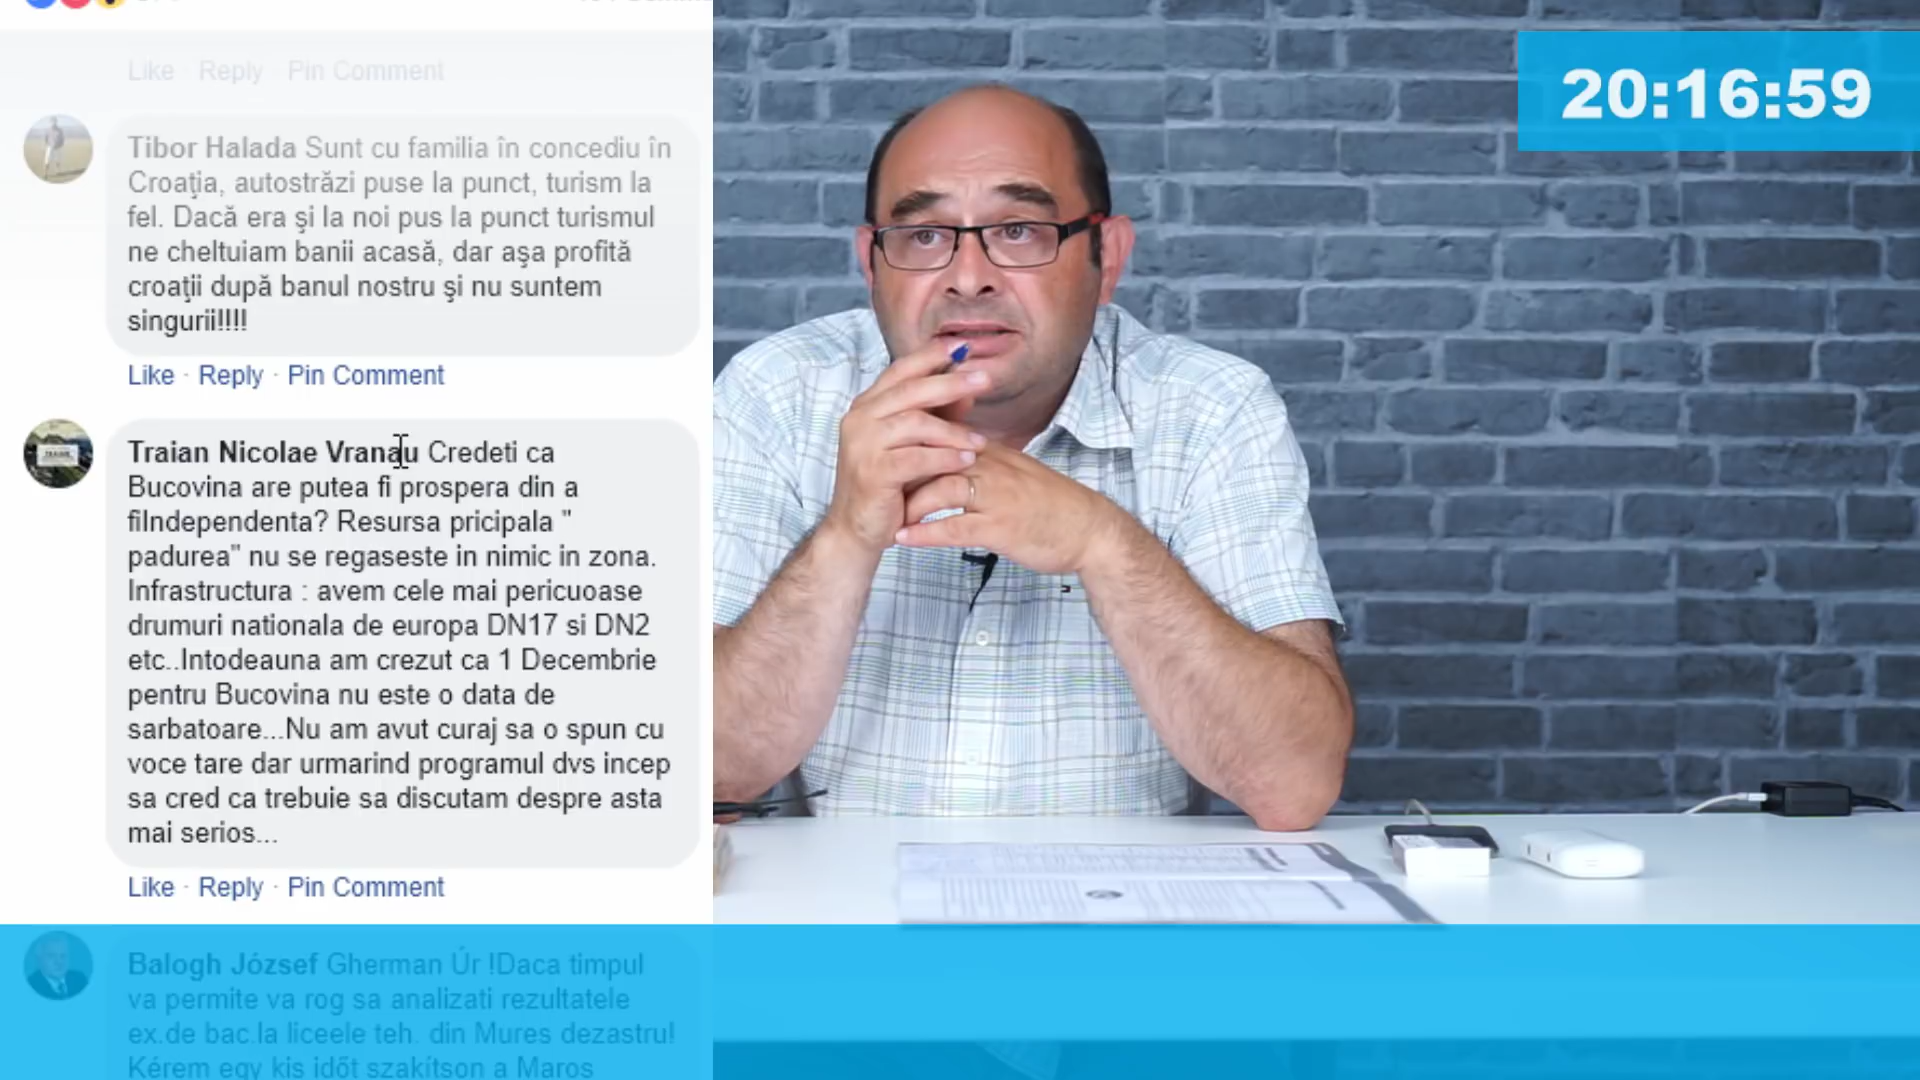 Like · Reply · Pin Comment
Tibor Halada Sunt cu familia în concediu în
Croaţia, autostrăzi puse la punct, turism la
fel. Dacă era şi la noi pus la punct turismul
ne cheltuiam banii acasă, dar aşa profită
croaţii după banul nostru şi nu suntem
singurii!!!!
Like · Reply · Pin Comment
Traian Nicolae Vranau Credeti ca
Bucovina are putea fi prospera din a
filndependenta? Resursa pricipala "
padurea" nu se regaseste in nimic in zona.
Infrastructura : avem cele mai pericuoase
drumuri nationala de europa DN17 si DN2
etc..Intodeauna am crezut ca 1 Decembrie
pentru Bucovina nu este o data de
sarbatoare...Nu am avut curaj sa o spun cu
voce tare dar urmarind programul dvs incep
sa cred ca trebuie sa discutam despre asta
mai serios...
Like · Reply · Pin Comment
Balogh József Gherman Úr !Daca timpul
va permite va rog sa analizati rezultatele
ex.de bac.la liceele teh. din Mures dezastru!
Kérem egy kis időt szakítson a Maros
20:16:59